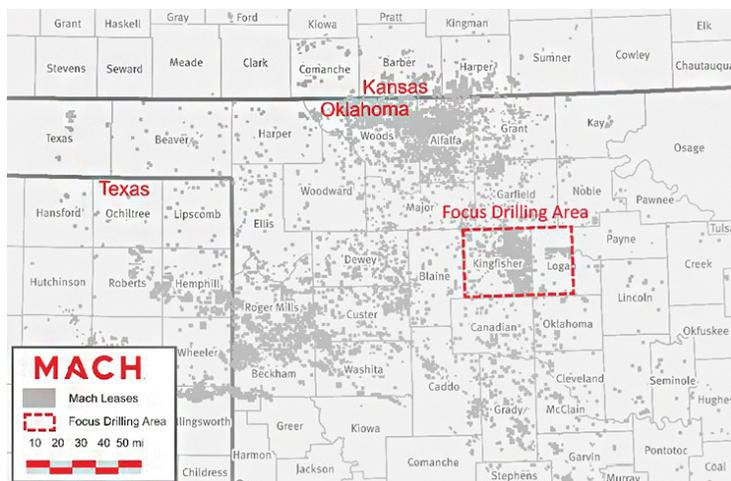 Grant
Haskell
Gray
Ford
Kiowa
Pratt
Kingman
Elk
Stevens
Seward
Meade
Clark
Comanche
Barber
Harper
Sumner
Cowley
Chautauqua
Kansas
Oklahoma
Texas
Beaver
Harper
Woods
Alfalfa
Grant
Kay
Osage
Texas
Woodward
Major
Garfield
Noble
Pawnee
Hansford
Ochiltree
Lipscomb
Ellis
Focus Drilling Area
Tulsa
Hutchinson
Roberts
Hemphill
Dewey
Blaine
Kingfisher
Loga
Payne
Creek
Roger Mills
Custer
Lincoln
Canadian
Oklahoma
Okfuskee
Wheeler
Beckham
Washita
Caddo
Cleveland
Seminole
Hughes
Grady
McClain
MACH
Mach Leases
Focus Drilling Area
10 20 30 40 50 mi
llingsworth
Greer
Kiowa
Harmon
Childress
Jackson
Comanche
Stephens
Garvin
Murray
Pontotoc
Coal